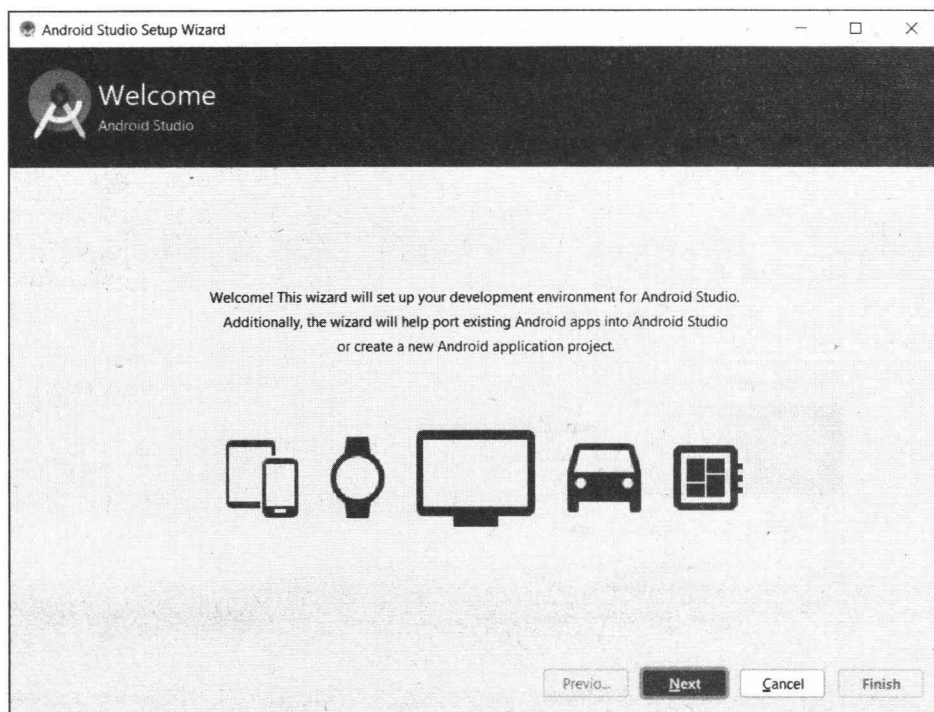 Android Studio Setup Wizard
Welcome
Android Studio
Welcome! This wizard will set up your development environment for Android Studio.
Additionally, the wizard will help port existing Android apps into Android Studio
or create a new Android application project.
Previo... Next Cancel Finish